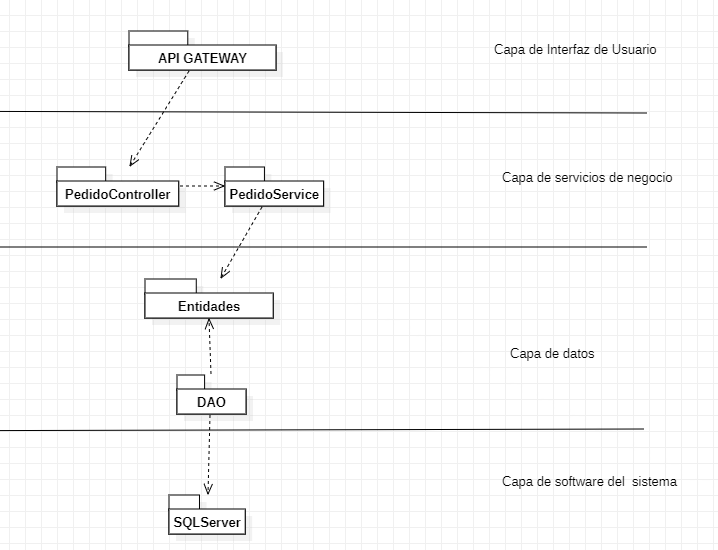 API GATEWAY
Capa de Interfaz de Usuario
PedidoController
PedidoService
Capa de servicios de negocio
Entidades
Capa de datos
DAO
Capa de software del  sistema
SQLServer